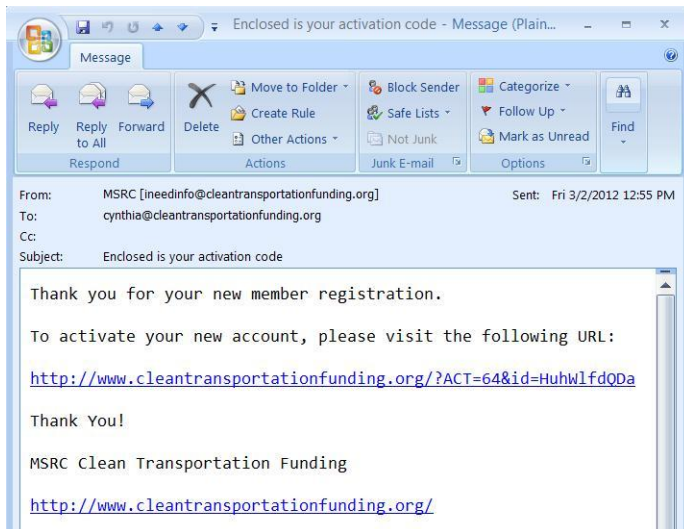 Enclosed is your activation code - Message (Plain...
Message
Reply
Reply to All
Forward
Delete
Move to Folder
Create Rule
Other Actions
Block Sender
Safe Lists
Not Junk
Categorize
Follow Up
Mark as Unread
Find
Respond
Actions
Junk E-mail
Options
From: MSRC [ineedinfo@cleantransportationfunding.org]
Sent: Fri 3/2/2012 12:55 PM
To: cynthia@cleantransportationfunding.org
Cc:
Subject: Enclosed is your activation code
Thank you for your new member registration.
To activate your new account, please visit the following URL:
http://www.cleantransportationfunding.org/?ACT=64&id=HuhWlfdQDa
Thank You!
MSRC Clean Transportation Funding
http://www.cleantransportationfunding.org/